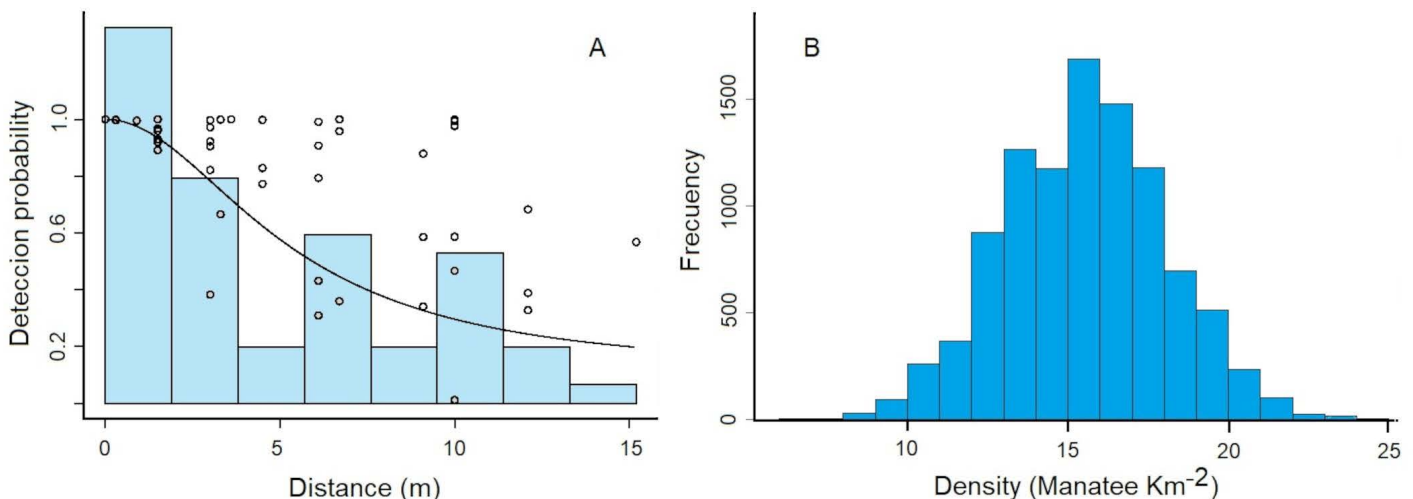 A
Deteccion probability
1.0
0.6
0.2
0
5
10
15
Distance (m)
B
Frecuency
1500
1000
500
0
10
15
20
25
Density (Manatee Km⁻²)